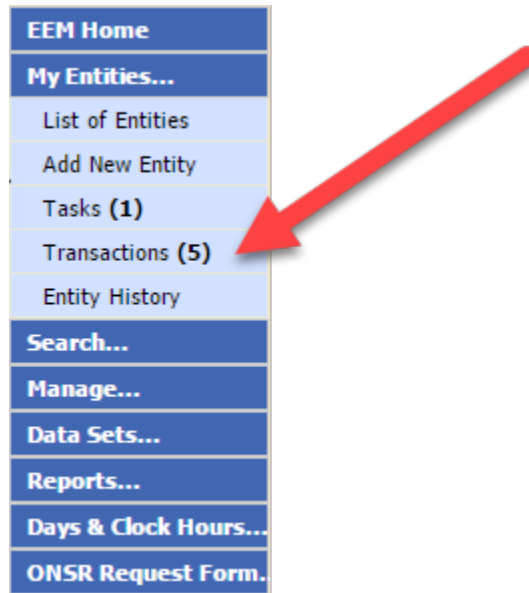 EEM Home
My Entities...
List of Entities
Add New Entity
Tasks (1)
Transactions (5)
Entity History
Search...
Manage...
Data Sets...
Reports...
Days & Clock Hours...
ONSR Request Form.